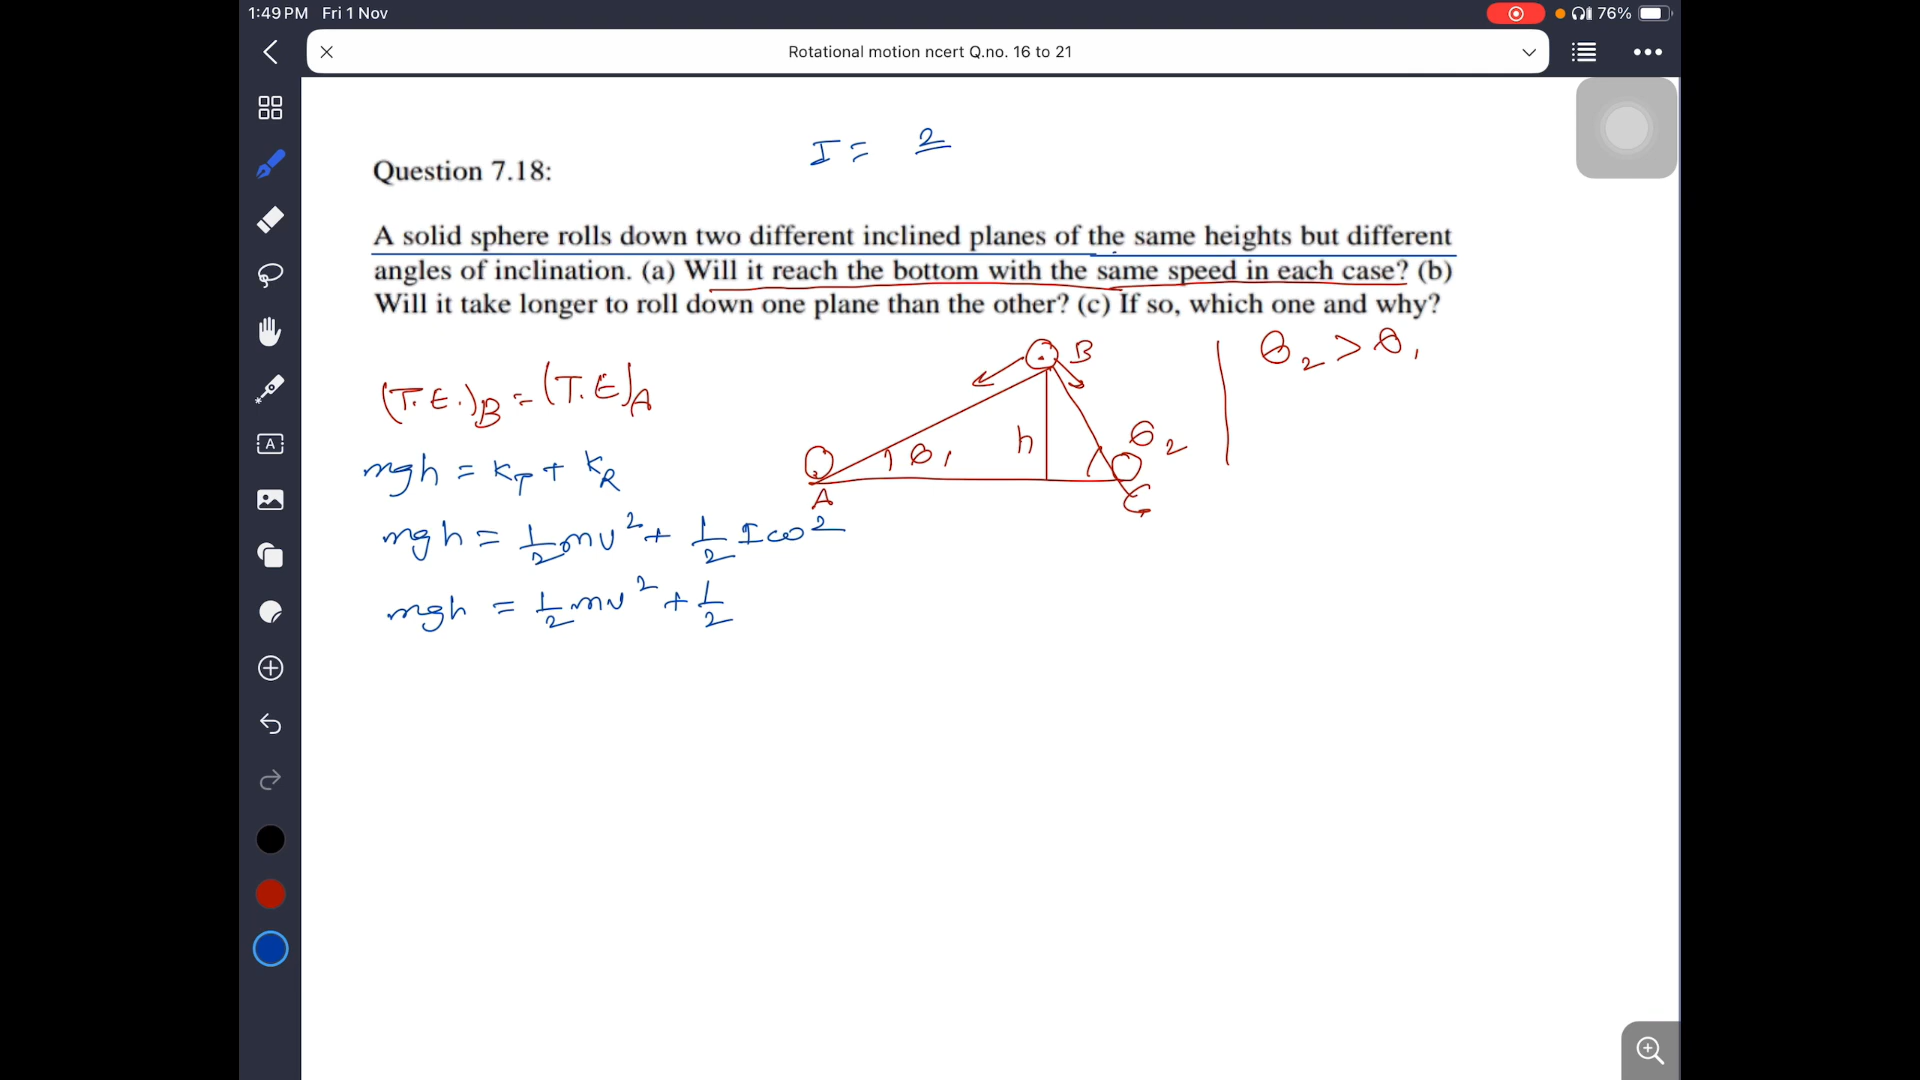 1:49 PM Fri 1 Nov
76%
Rotational motion ncert Q.no. 16 to 21
I = 2
Question 7.18:
A solid sphere rolls down two different inclined planes of the same heights but different
angles of inclination. (a) Will it reach the bottom with the same speed in each case? (b)
Will it take longer to roll down one plane than the other? (c) If so, which one and why?
B
θ₂ > θ₁
(T.E.)_B = (T.E)_A
h
θ₁
θ₂
A
C
mgh = K_T + K_R
mgh = 1/2 mv² + 1/2 Iω²
mgh = 1/2 mv² + 1/2
A